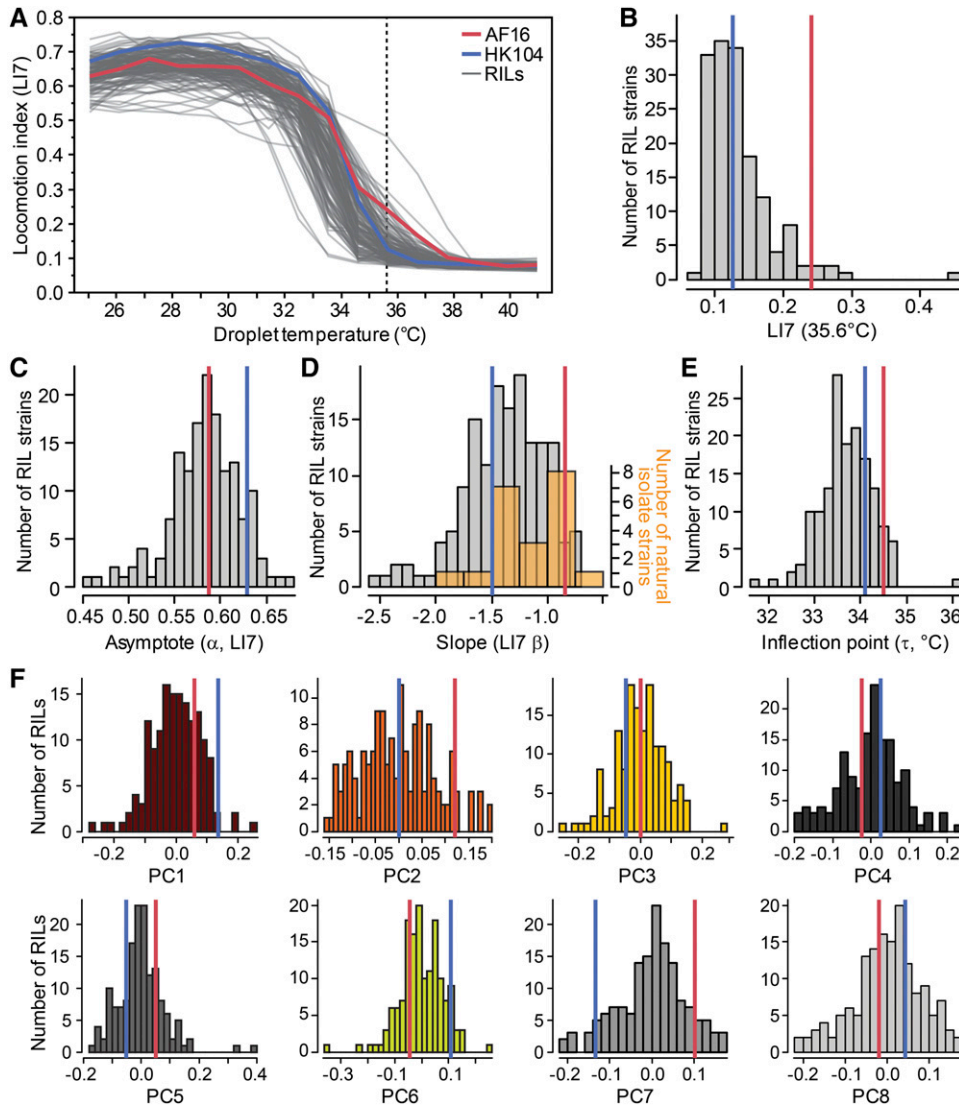 A
Locomotion index (LI7)
0.8
0.7
0.6
0.5
0.4
0.3
0.2
0.1
0.0
AF16
HK104
RILs
26 28 30 32 34 36 38 40
Droplet temperature (°C)
B
Number of RIL strains
35
25
15
5
0
0.1 0.2 0.3 0.4
LI7 (35.6°C)
C
Number of RIL strains
20
15
10
5
0
0.45 0.50 0.55 0.60 0.65
Asymptote (α, LI7)
D
Number of RIL strains
15
10
5
0
-2.5 -2.0 -1.5 -1.0
Slope (LI7 β)
8
6
4
2
0
Number of natural
isolate strains
E
Number of RIL strains
25
20
15
10
5
0
32 33 34 35 36
Inflection point (τ, °C)
F
Number of RILs
15
10
5
0
-0.2 0.0 0.2
PC1
10
8
6
4
2
0
-0.15 -0.05 0.05 0.15
PC2
15
10
5
0
-0.2 0.0 0.1 0.2
PC3
20
15
10
5
0
-0.2 -0.1 0.0 0.1 0.2
PC4
Number of RILs
20
15
10
5
0
-0.2 0.0 0.2 0.4
PC5
20
15
10
5
0
-0.3 -0.1 0.1
PC6
20
15
10
5
0
-0.2 -0.1 0.0 0.1
PC7
20
15
10
5
0
-0.2 -0.1 0.0 0.1
PC8